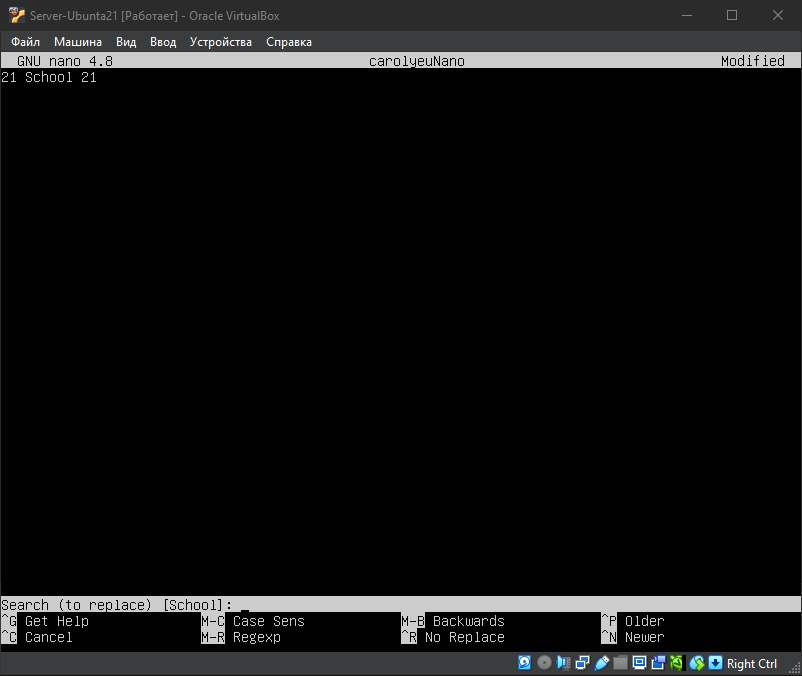 Server-Ubunta21 [Работает] - Oracle VirtualBox
Файл Машина Вид Ввод Устройства Справка
GNU nano 4.8 carolyeuNano Modified
21 School 21
Search (to replace) [School]:
^G Get Help M-C Case Sens M-B Backwards ^P Older
^C Cancel M-R Regexp ^R No Replace ^N Newer
Right Ctrl